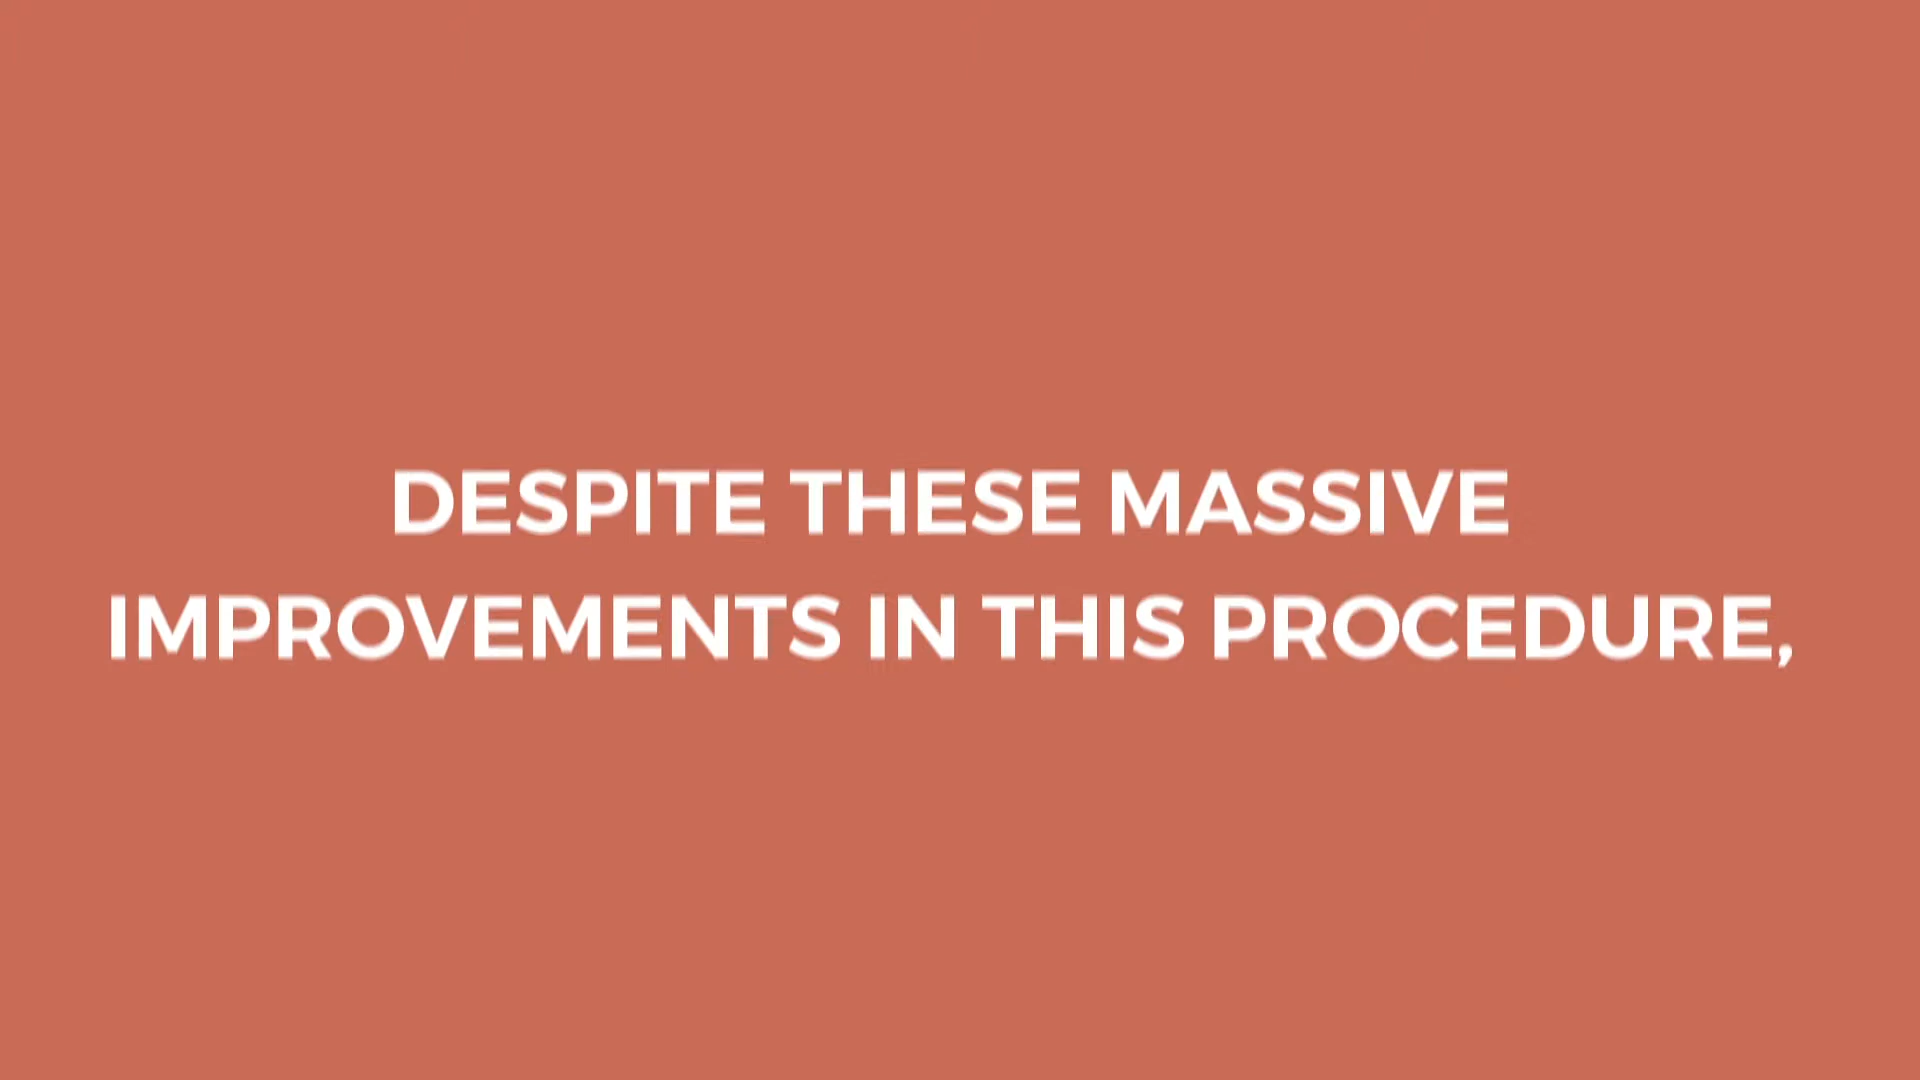 DESPITE THESE MASSIVE
IMPROVEMENTS IN THIS PROCEDURE,